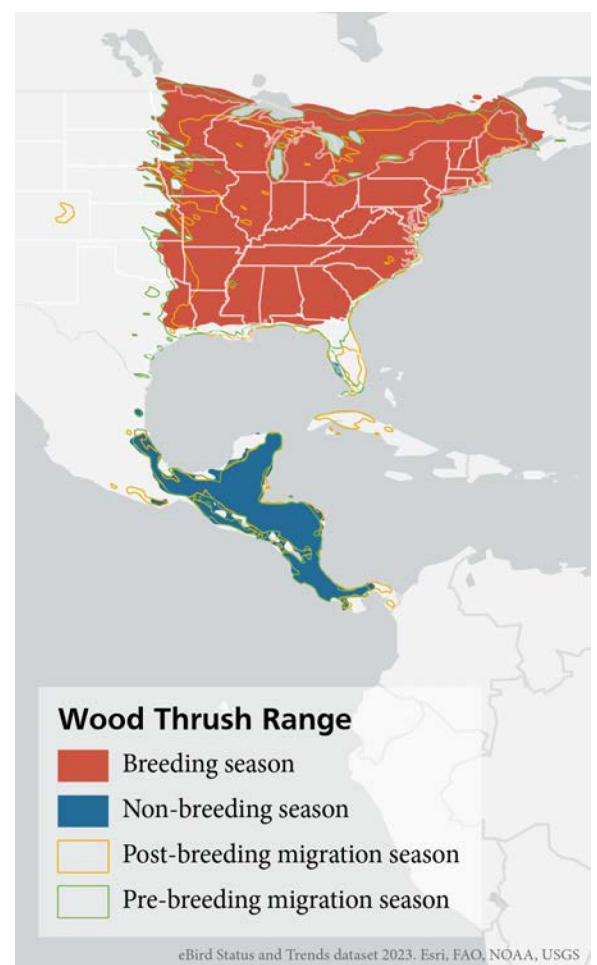 Wood Thrush Range
Breeding season
Non-breeding season
Post-breeding migration season
Pre-breeding migration season
eBird Status and Trends dataset 2023. Esri, FAO, NOAA, USGS